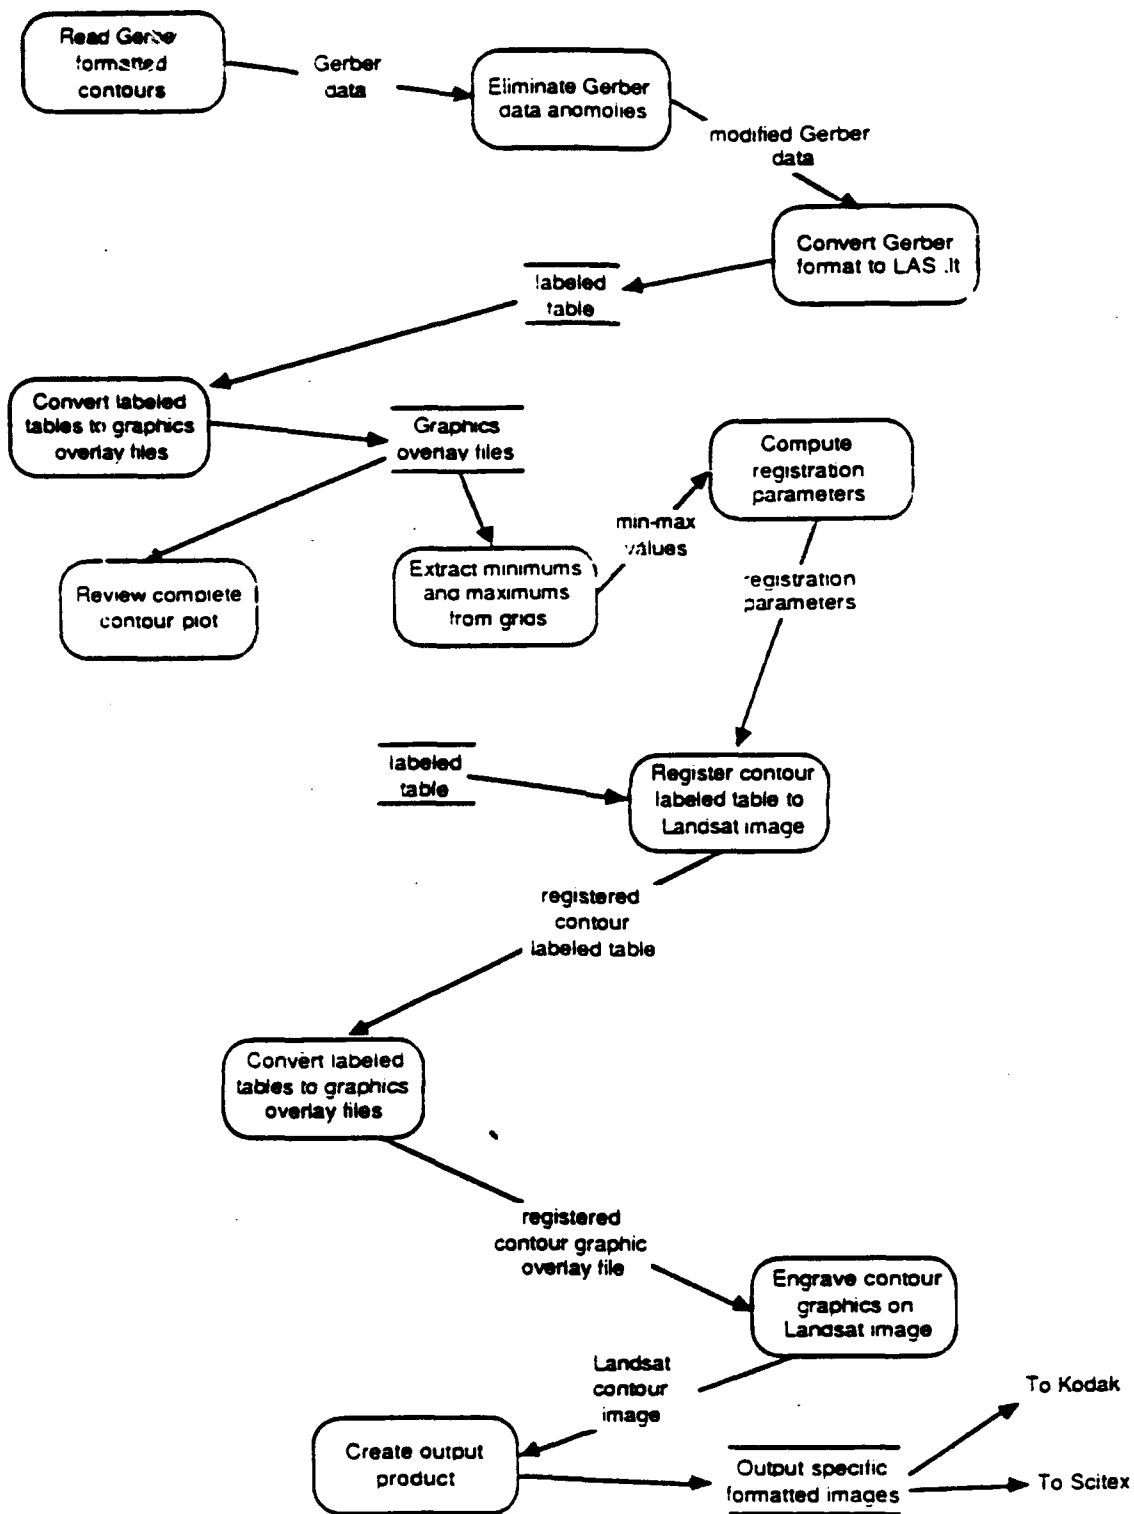 Read Gerber
formatted
contours
Gerber
data
Eliminate Gerber
data anomolies
modified Gerber
data
Convert Gerber
format to LAS .lt
labeled
table
Convert labeled
tables to graphics
overlay files
Graphics
overlay files
Compute
registration
parameters
min-max
values
Extract minimums
and maximums
from grids
Review complete
contour plot
registration
parameters
labeled
table
Register contour
labeled table to
Landsat image
registered
contour
labeled table
Convert labeled
tables to graphics
overlay files
registered
contour graphic
overlay file
Engrave contour
graphics on
Landsat image
Landsat
contour
image
To Kodak
Create output
product
Output specific
formatted images
To Scitex